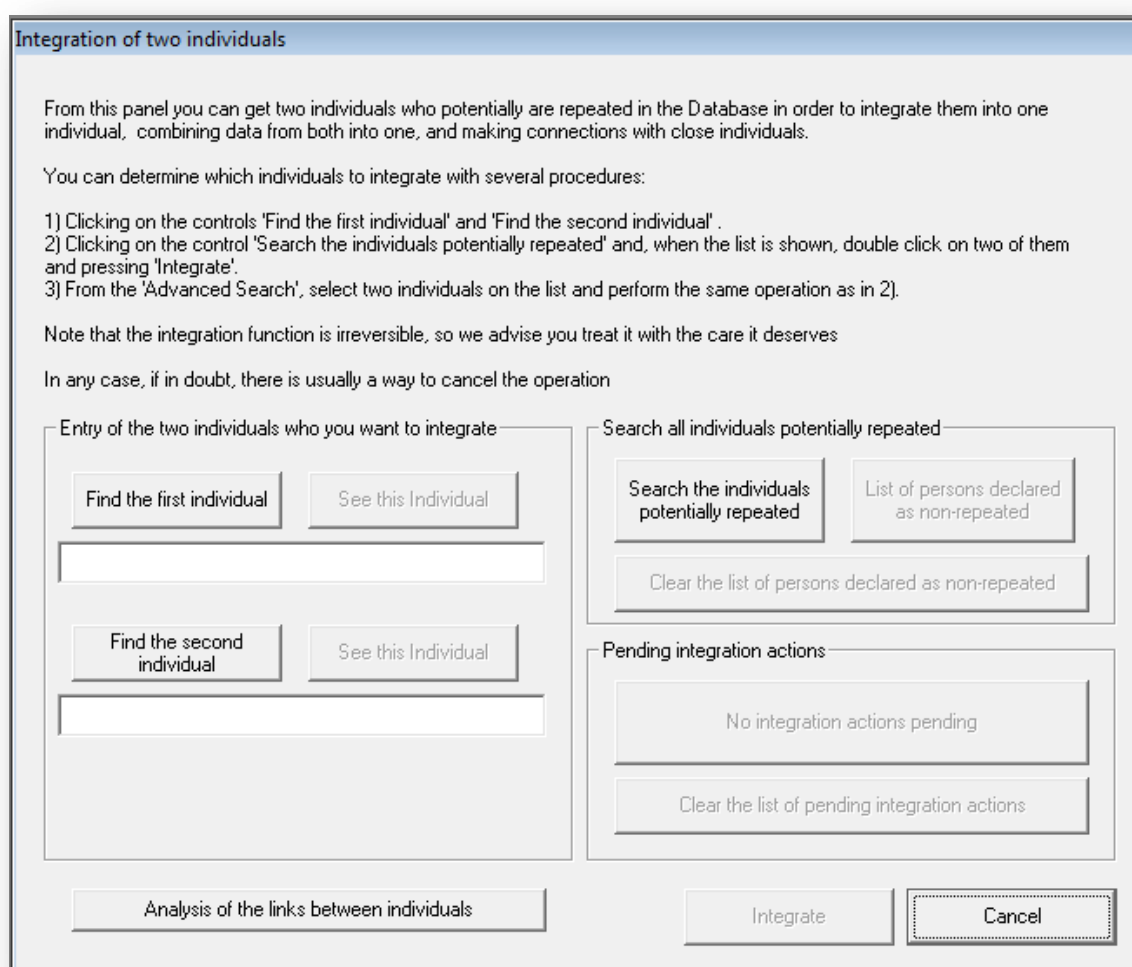 Integration of two individuals
From this panel you can get two individuals who potentially are repeated in the Database in order to integrate them into one
individual,  combining data from both into one, and making connections with close individuals.
You can determine which individuals to integrate with several procedures:
1) Clicking on the controls 'Find the first individual' and 'Find the second individual' .
2) Clicking on the control 'Search the individuals potentially repeated' and, when the list is shown, double click on two of them
and pressing 'Integrate'.
3) From the 'Advanced Search', select two individuals on the list and perform the same operation as in 2).
Note that the integration function is irreversible, so we advise you treat it with the care it deserves
In any case, if in doubt, there is usually a way to cancel the operation
Entry of the two individuals who you want to integrate
Find the first individual
See this Individual
Find the second
individual
See this Individual
Search all individuals potentially repeated
Search the individuals
potentially repeated
List of persons declared
as non-repeated
Clear the list of persons declared as non-repeated
Pending integration actions
No integration actions pending
Clear the list of pending integration actions
Analysis of the links between individuals
Integrate
Cancel